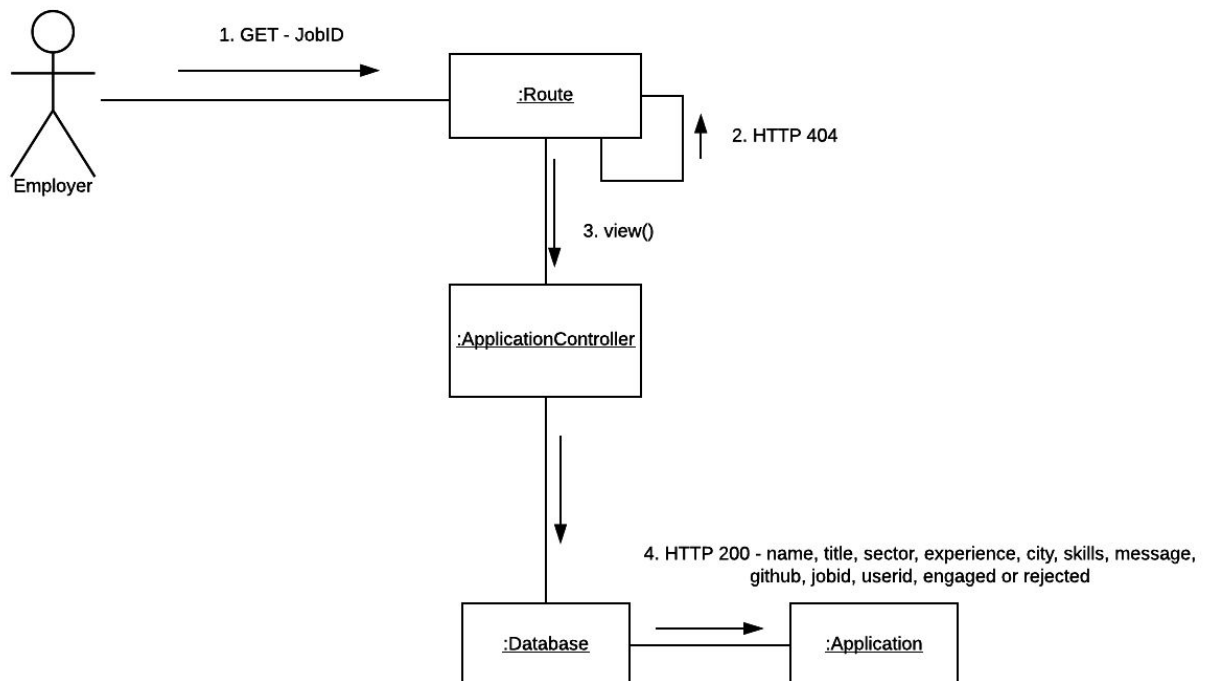 1. GET - JobID
:Route
2. HTTP 404
Employer
3. view()
:ApplicationController
4. HTTP 200 - name, title, sector, experience, city, skills, message,
github, jobid, userid, engaged or rejected
:Database
:Application